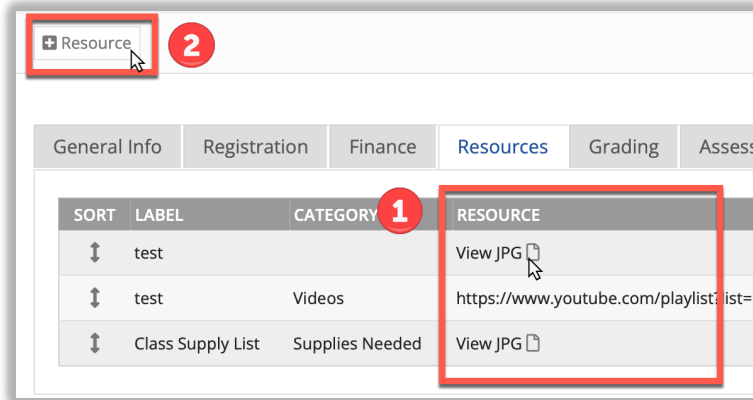 Resource
2
General Info Registration Finance Resources Grading Assess
1
SORT LABEL CATEGORY RESOURCE
test View JPG
test Videos https://www.youtube.com/playlist?list=
Class Supply List Supplies Needed View JPG